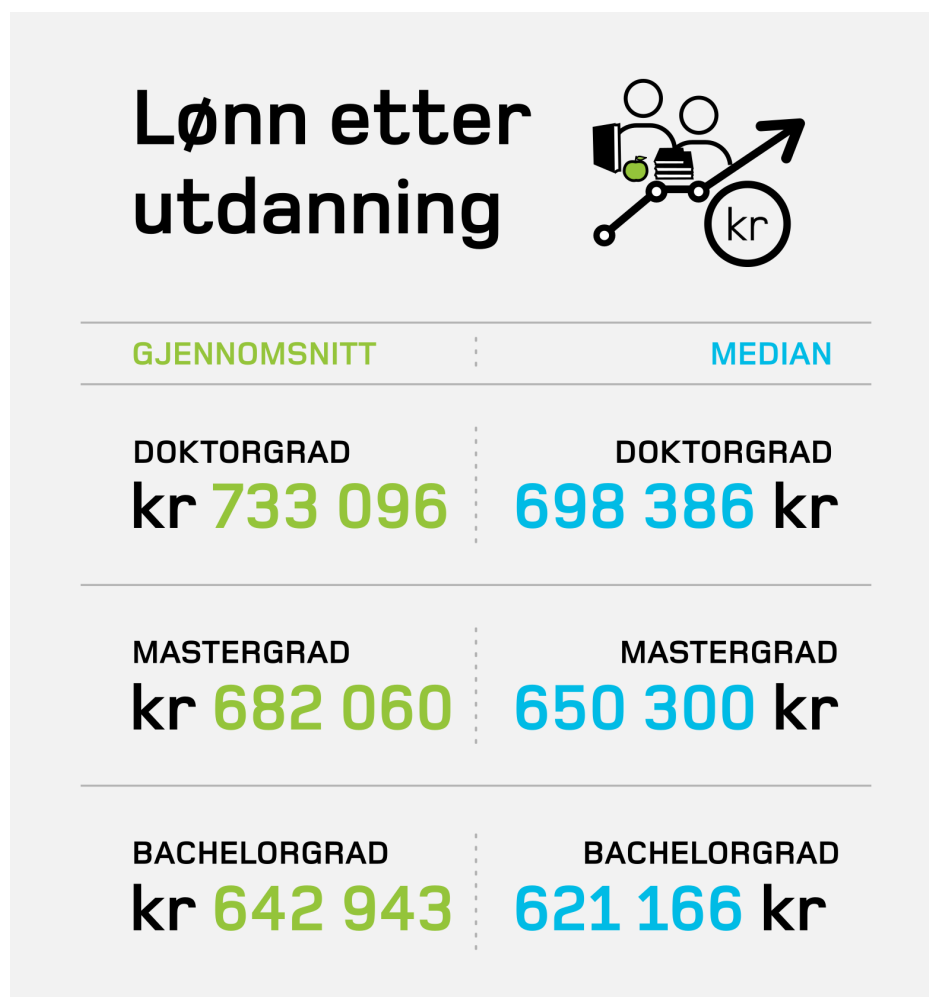 Lønn etter
utdanning
kr
GJENNOMSNITT
MEDIAN
DOKTORGRAD
kr 733 096
DOKTORGRAD
698 386 kr
MASTERGRAD
kr 682 060
MASTERGRAD
650 300 kr
BACHELORGRAD
kr 642 943
BACHELORGRAD
621 166 kr